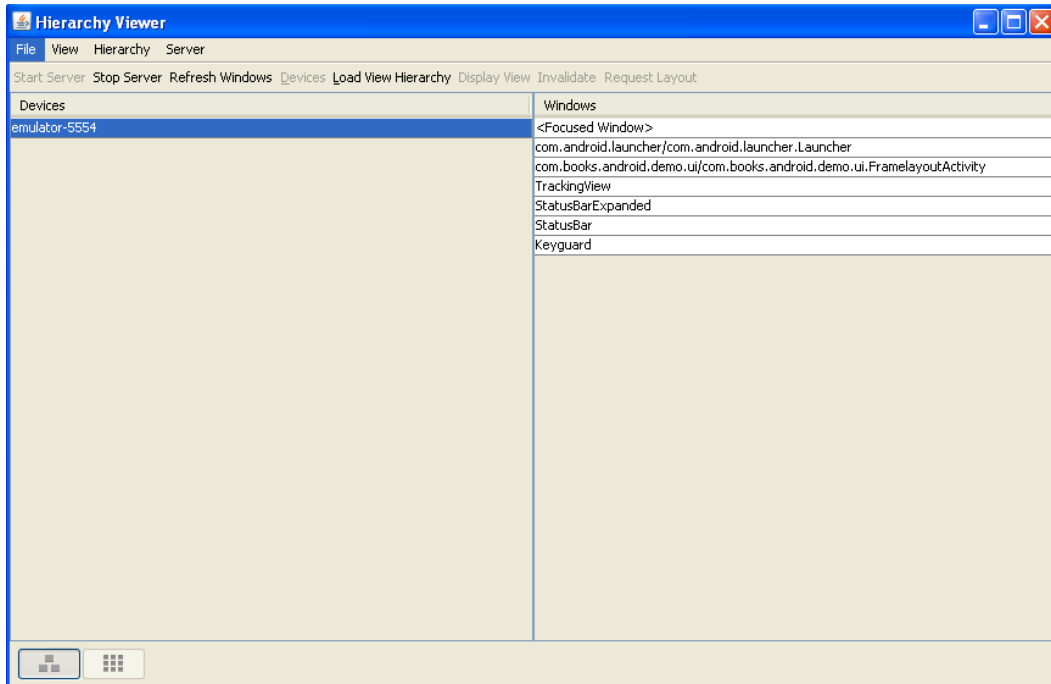 Hierarchy Viewer
File View Hierarchy Server
Start Server Stop Server Refresh Windows Devices Load View Hierarchy Display View Invalidate Request Layout
Devices
Windows
emulator-5554
<Focused Window>
com.android.launcher/com.android.launcher.Launcher
com.books.android.demo.ui/com.books.android.demo.ui.FramelayoutActivity
TrackingView
StatusBarExpanded
StatusBar
Keyguard